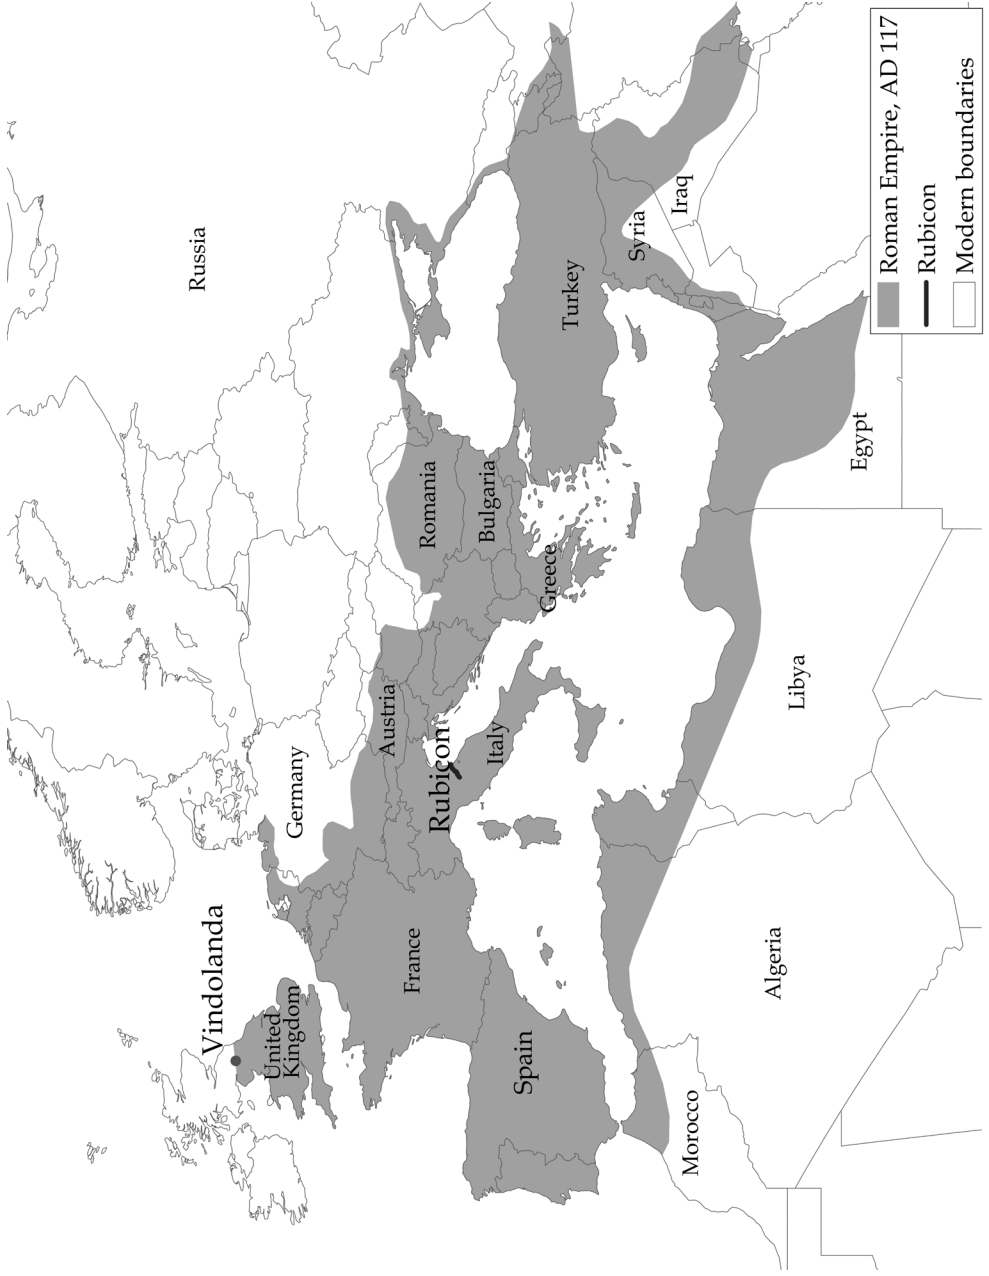 Vindolanda
United
Kingdom
Germany
Russia
France
Austria
Rubicon
Italy
Romania
Bulgaria
Greece
Turkey
Spain
Syria
Iraq
Morocco
Algeria
Libya
Egypt
Roman Empire, AD 117
Rubicon
Modern boundaries